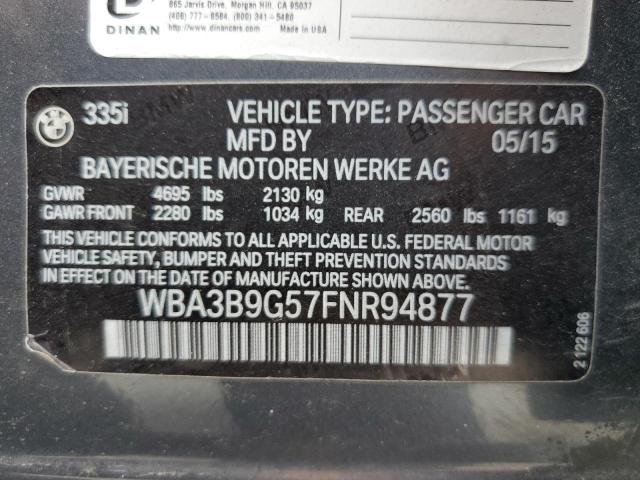 865 Jarvis Drive, Morgan Hill, CA 95037
(408) 777-8584, (800) 341-5480
DINAN http://www.dinancars.com Made in USA
335i VEHICLE TYPE: PASSENGER CAR
MFD BY 05/15
BAYERISCHE MOTOREN WERKE AG
GVWR 4695 lbs 2130 kg
GAWR FRONT 2280 lbs 1034 kg REAR 2560 lbs 1161 kg
THIS VEHICLE CONFORMS TO ALL APPLICABLE U.S. FEDERAL MOTOR
VEHICLE SAFETY, BUMPER AND THEFT PREVENTION STANDARDS
IN EFFECT ON THE DATE OF MANUFACTURE SHOWN ABOVE.
WBA3B9G57FNR94877
2 122 606